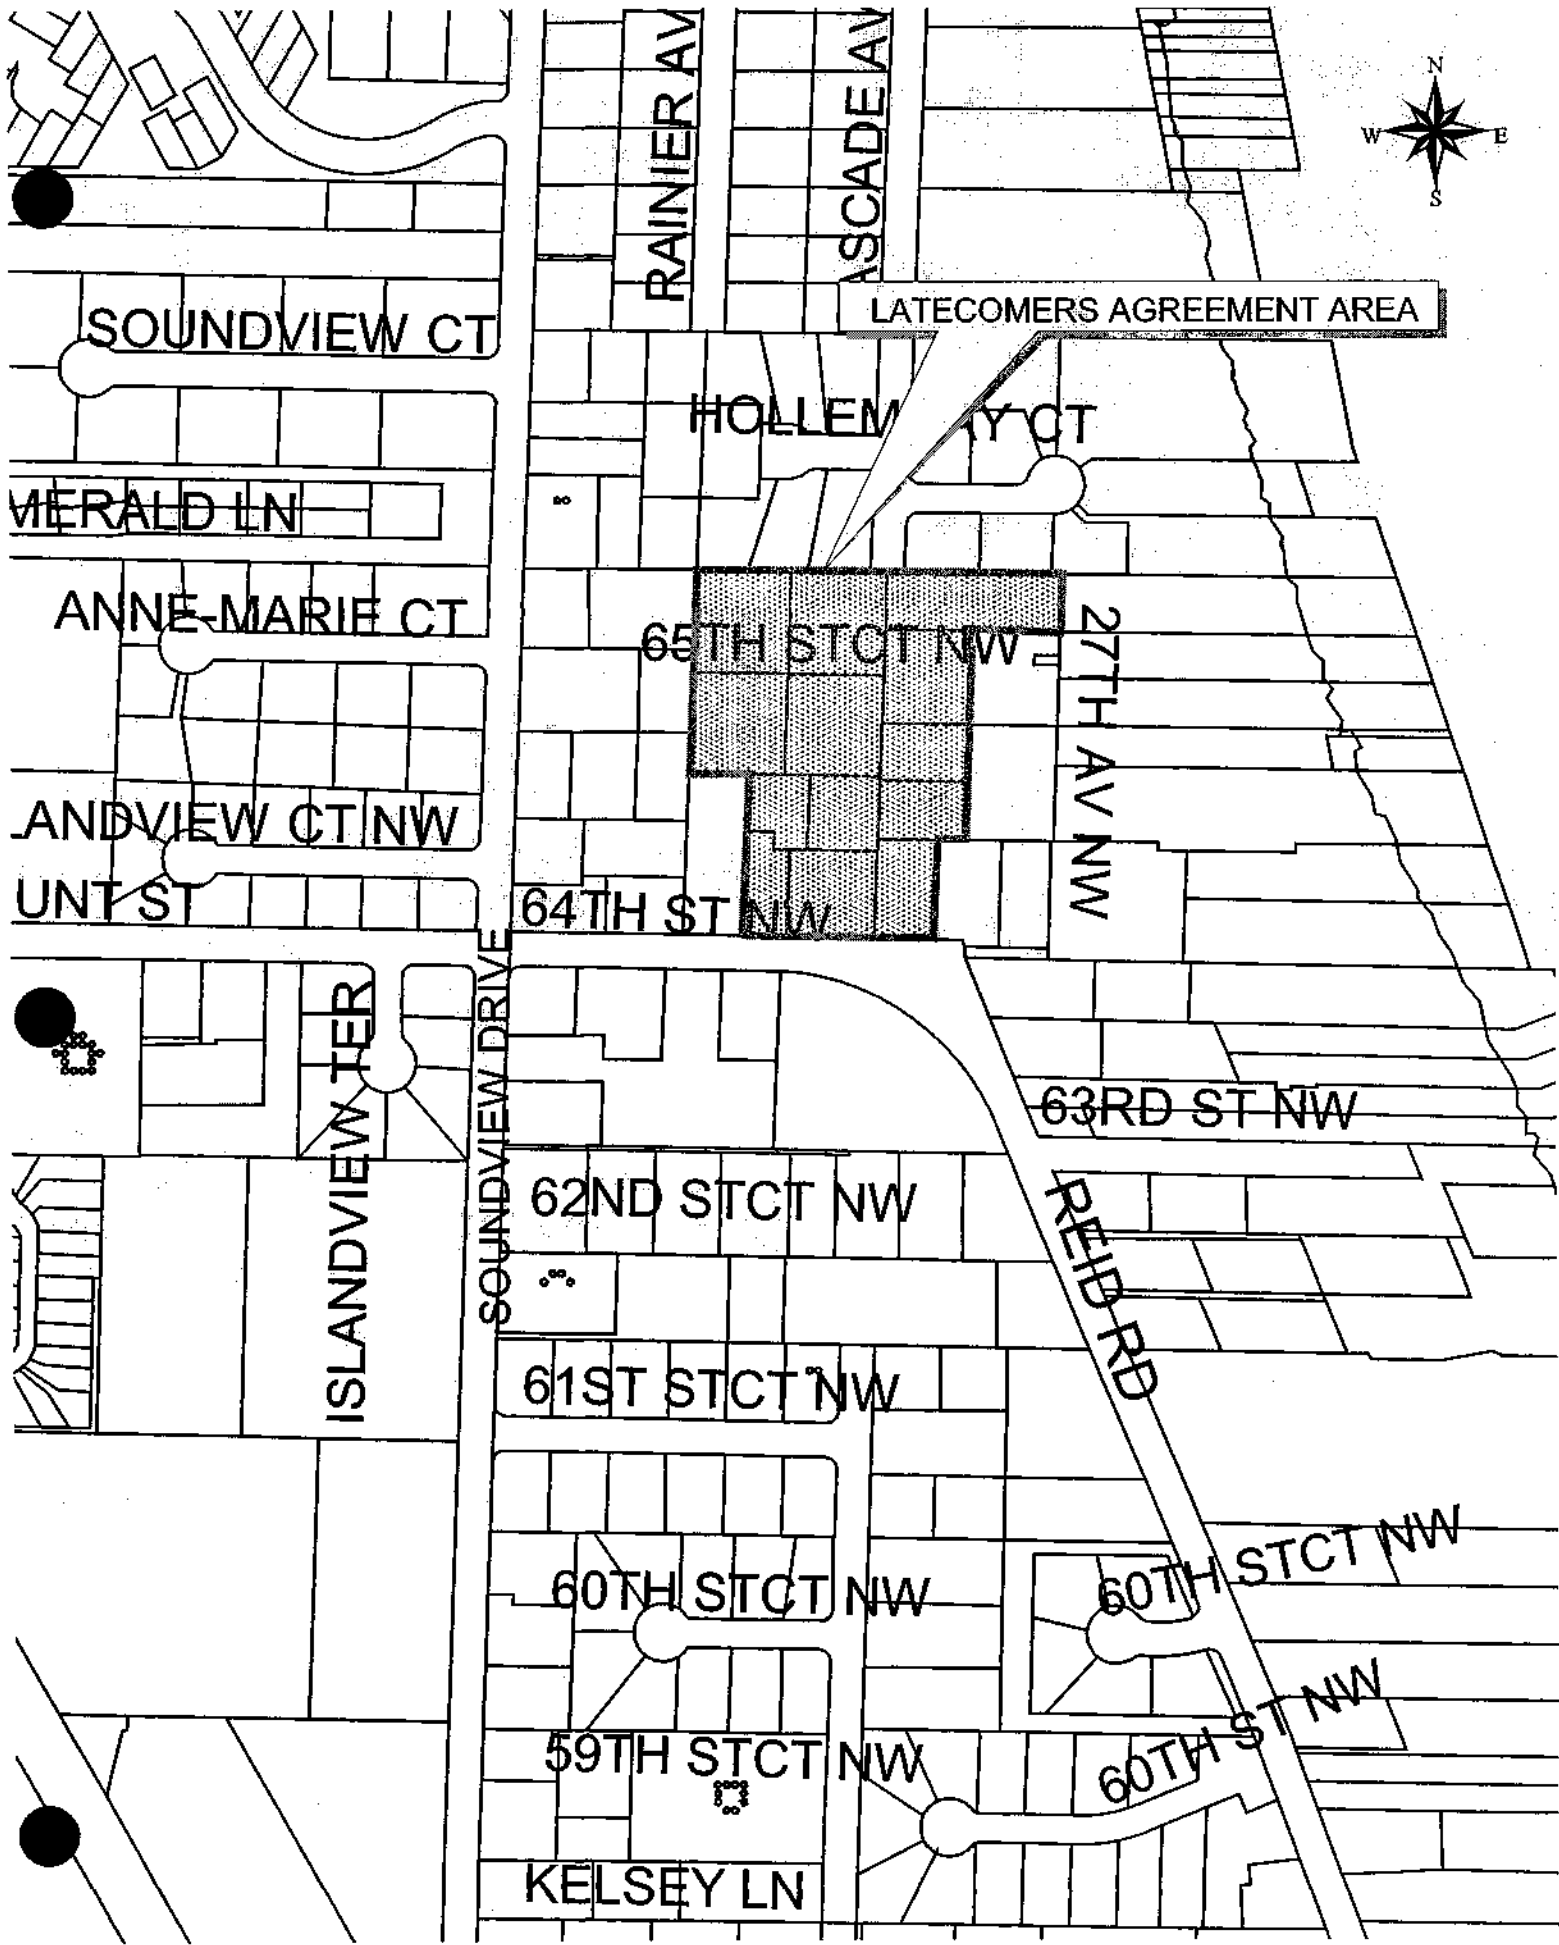 RAINIER AV
ASCADE AV
N
W E
S
LATECOMERS AGREEMENT AREA
SOUNDVIEW CT
HOLLEM AY CT
MERALD LN
ANNE-MARIE CT
65TH STCT NW
27TH AV NW
LANDVIEW CT NW
UNT ST
64TH ST NW
SOUNDVIEW DRIVE
ISLANDVIEW TER
63RD ST NW
62ND STCT NW
REID RD
61ST STCT NW
60TH STCT NW
60TH STCT NW
60TH ST NW
59TH STCT NW
KELSEY LN